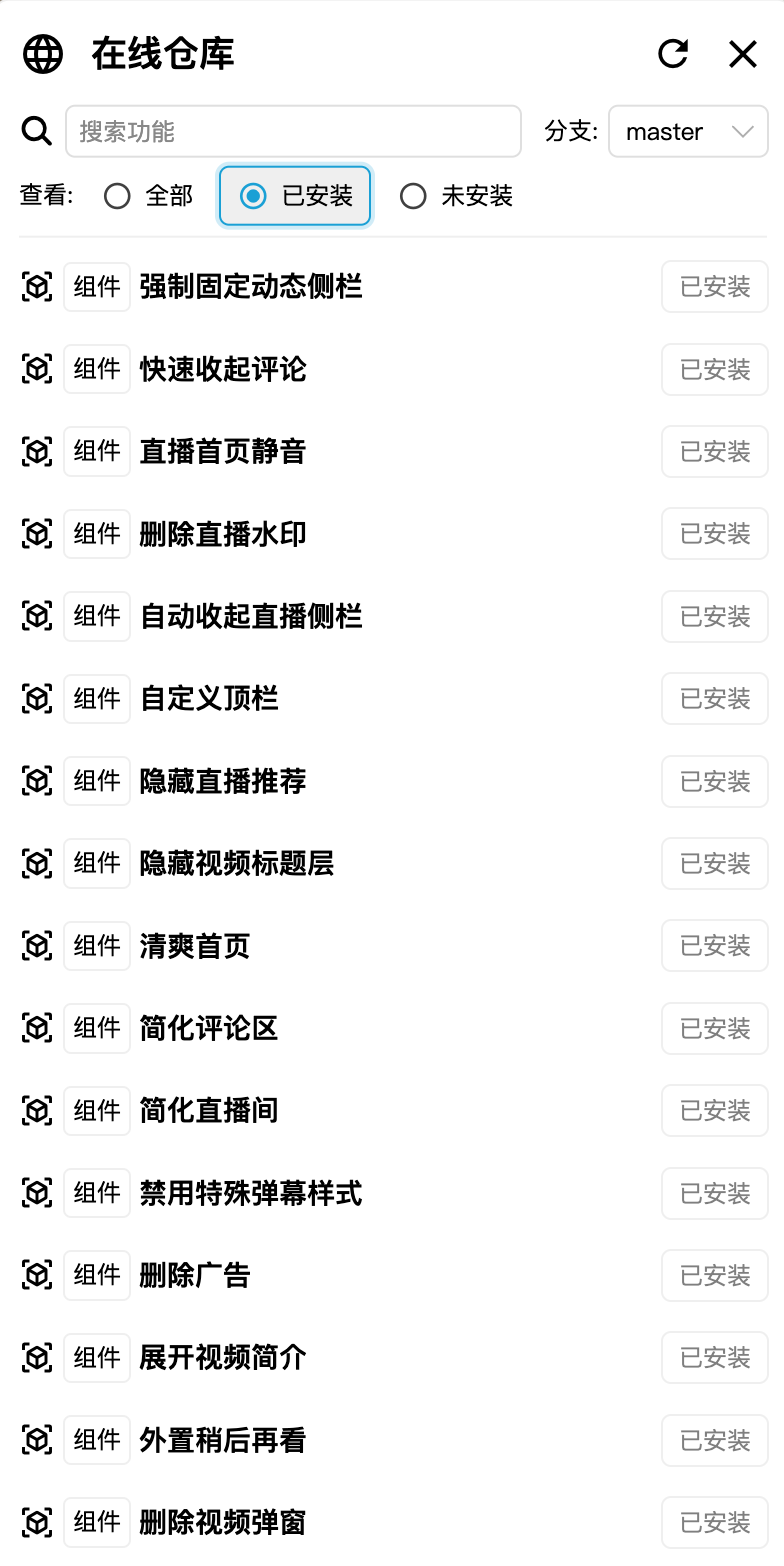 在线仓库
搜索功能 分支: master
查看: 全部 已安装 未安装
组件 强制固定动态侧栏 已安装
组件 快速收起评论 已安装
组件 直播首页静音 已安装
组件 删除直播水印 已安装
组件 自动收起直播侧栏 已安装
组件 自定义顶栏 已安装
组件 隐藏直播推荐 已安装
组件 隐藏视频标题层 已安装
组件 清爽首页 已安装
组件 简化评论区 已安装
组件 简化直播间 已安装
组件 禁用特殊弹幕样式 已安装
组件 删除广告 已安装
组件 展开视频简介 已安装
组件 外置稍后再看 已安装
组件 删除视频弹窗 已安装